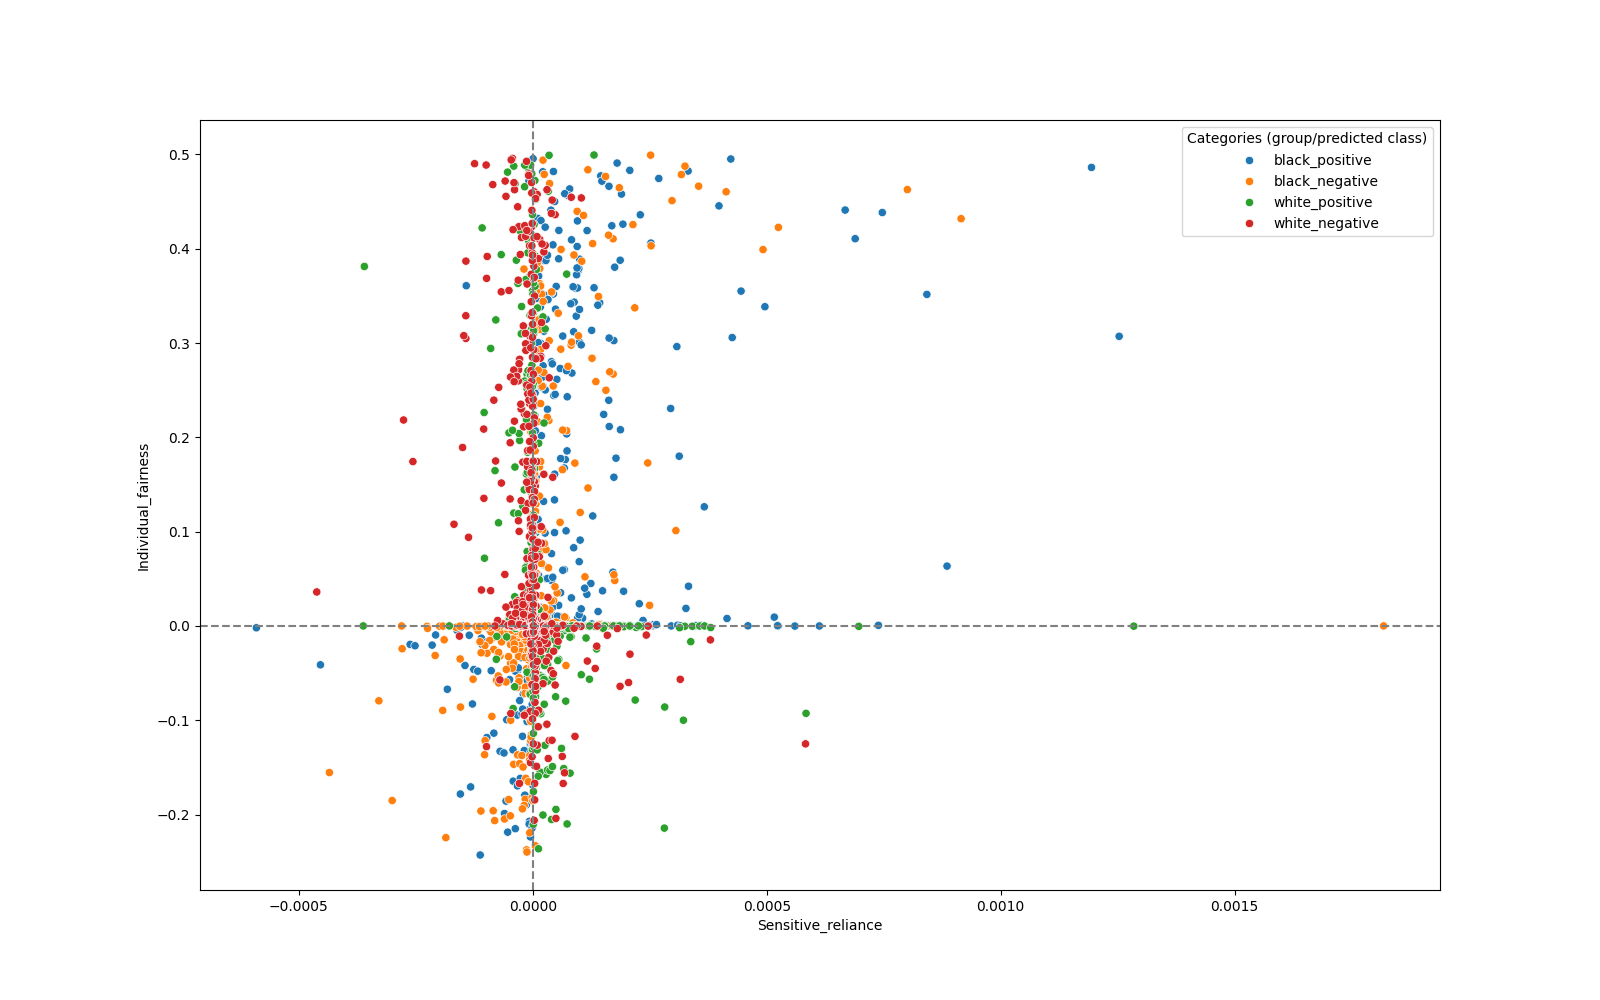 Categories (group/predicted class)
black_positive
black_negative
white_positive
white_negative
0.5
0.4
0.3
0.2
0.1
0.0
−0.1
−0.2
Individual_fairness
−0.0005
0.0000
0.0005
0.0010
0.0015
Sensitive_reliance